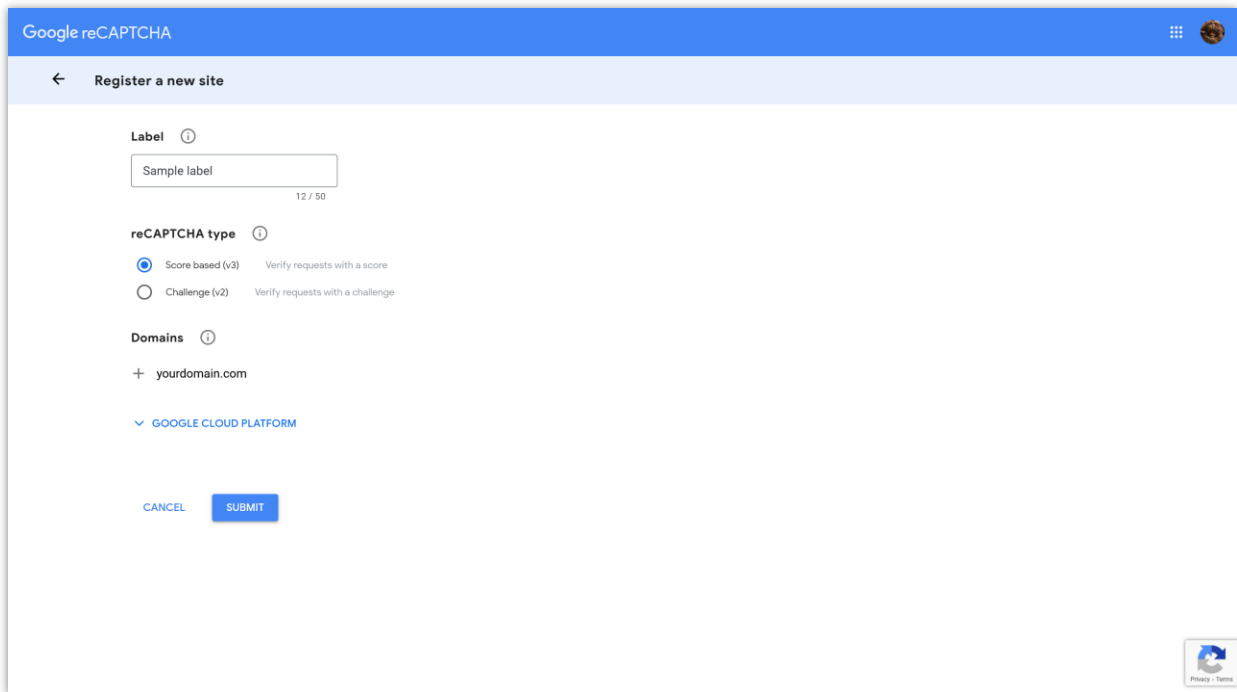 Google reCAPTCHA
Register a new site
Label
Sample label
12 / 50
reCAPTCHA type
Score based (v3) Verify requests with a score
Challenge (v2) Verify requests with a challenge
Domains
+ yourdomain.com
GOOGLE CLOUD PLATFORM
CANCEL SUBMIT
Privacy - Terms